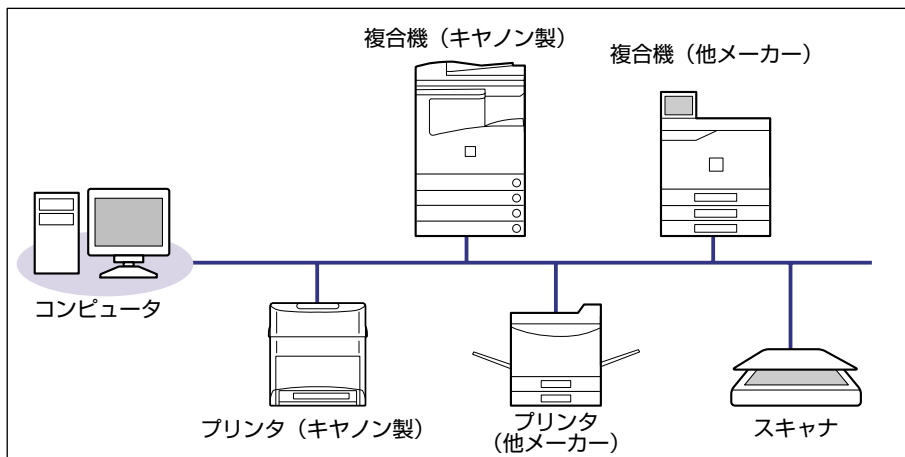 複合機（キヤノン製）
複合機（他メーカー）
コンピュータ
プリンタ（キヤノン製）
プリンタ
（他メーカー）
スキャナ